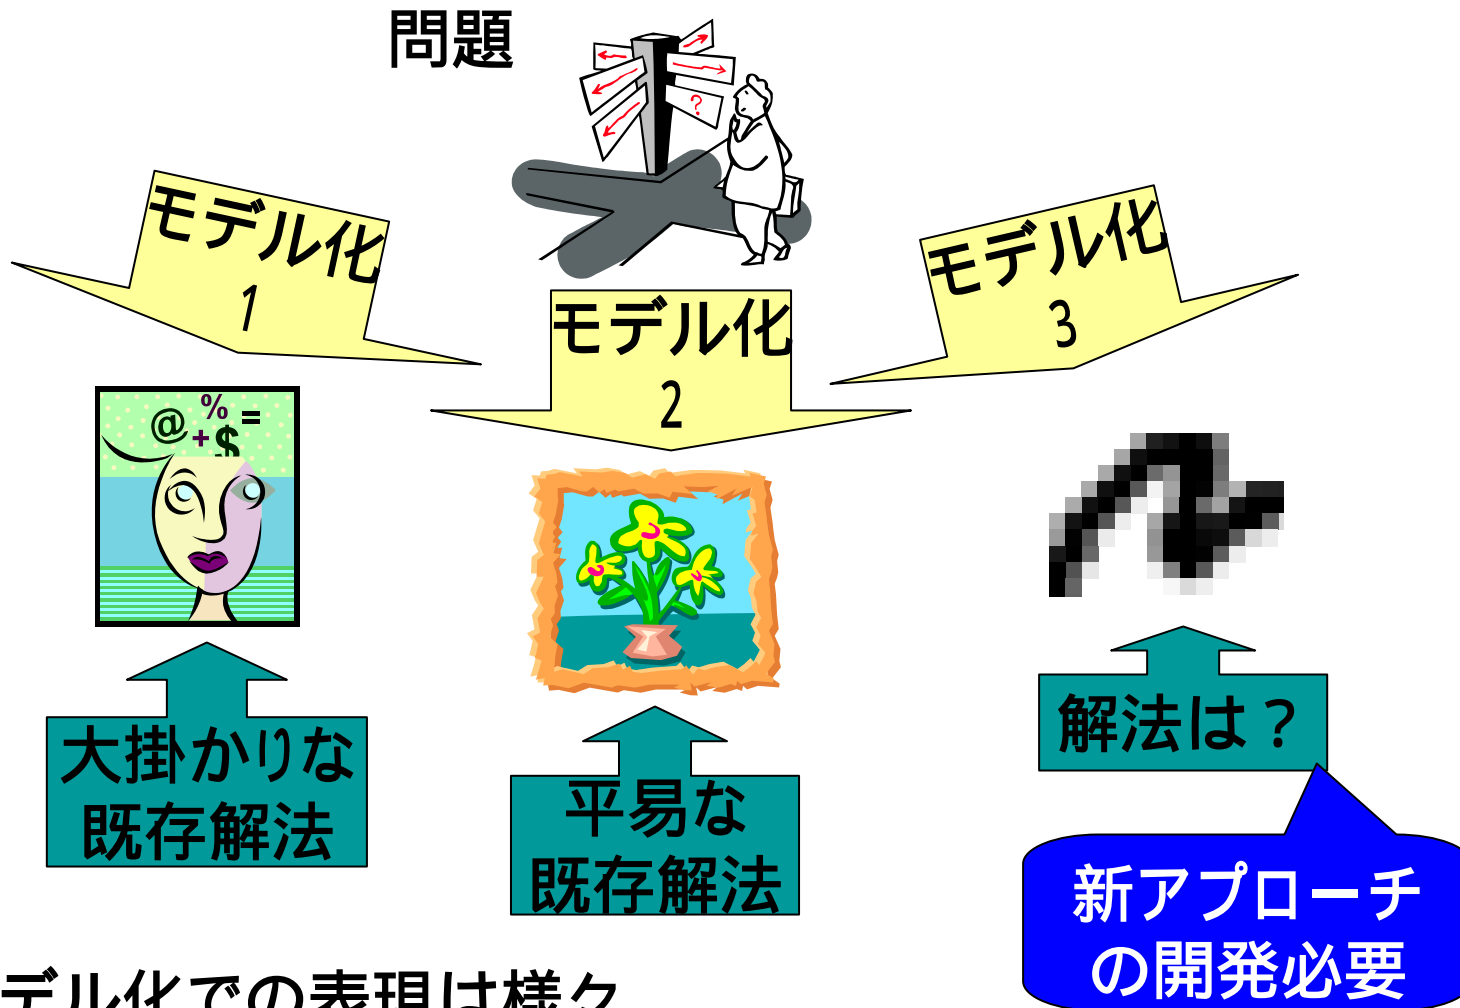 問題
モデル化
1
モデル化
2
モデル化
3
@%+$=
?
大掛かりな
既存解法
平易な
既存解法
解法は？
新アプローチ
の開発必要
デル化での表現は様々